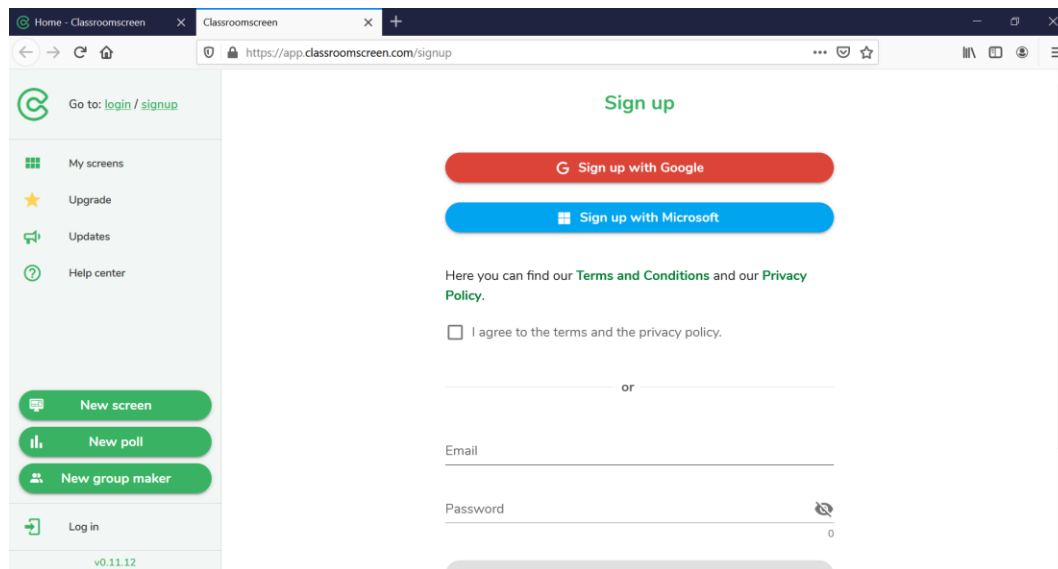 Home - Classroomscreen
Classroomscreen
https://app.classroomscreen.com/signup
Go to: login / signup
My screens
Upgrade
Updates
Help center
New screen
New poll
New group maker
Log in
v0.11.12
Sign up
G Sign up with Google
Sign up with Microsoft
Here you can find our Terms and Conditions and our Privacy
Policy.
I agree to the terms and the privacy policy.
or
Email
Password
0